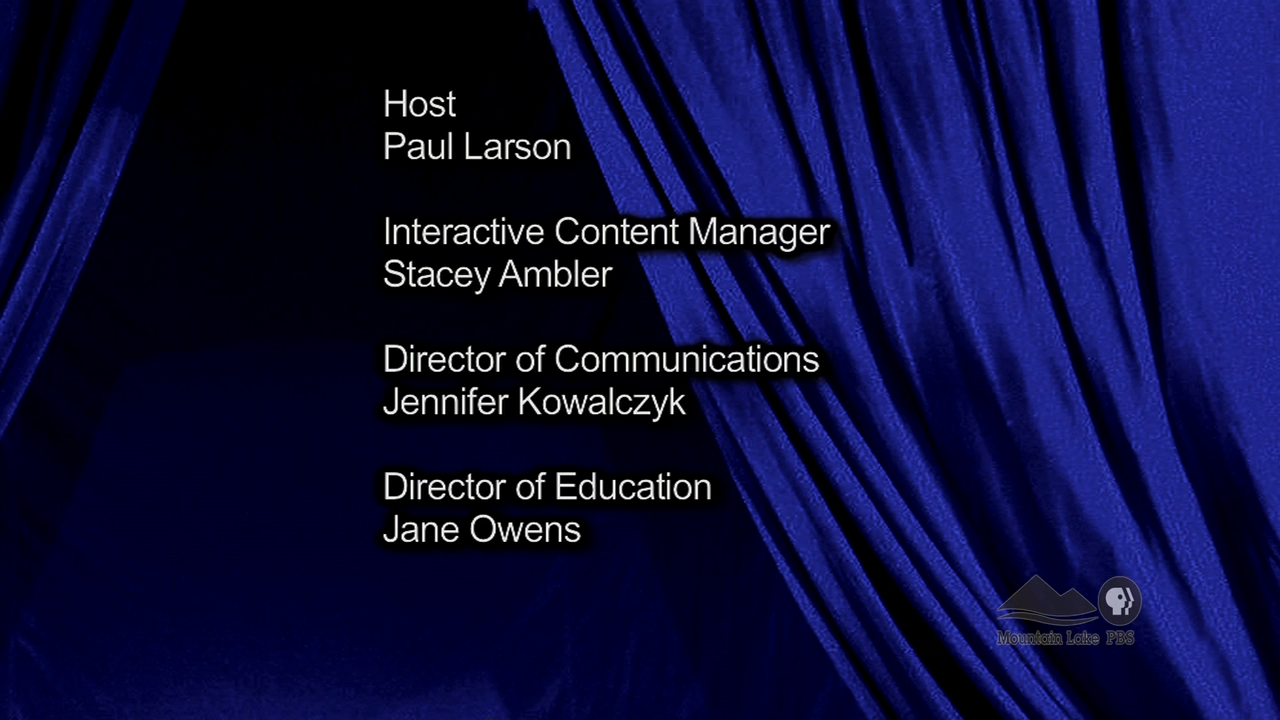 Host
Paul Larson
Interactive Content Manager
Stacey Ambler
Director of Communications
Jennifer Kowalczyk
Director of Education
Jane Owens
Mountain Lake PBS